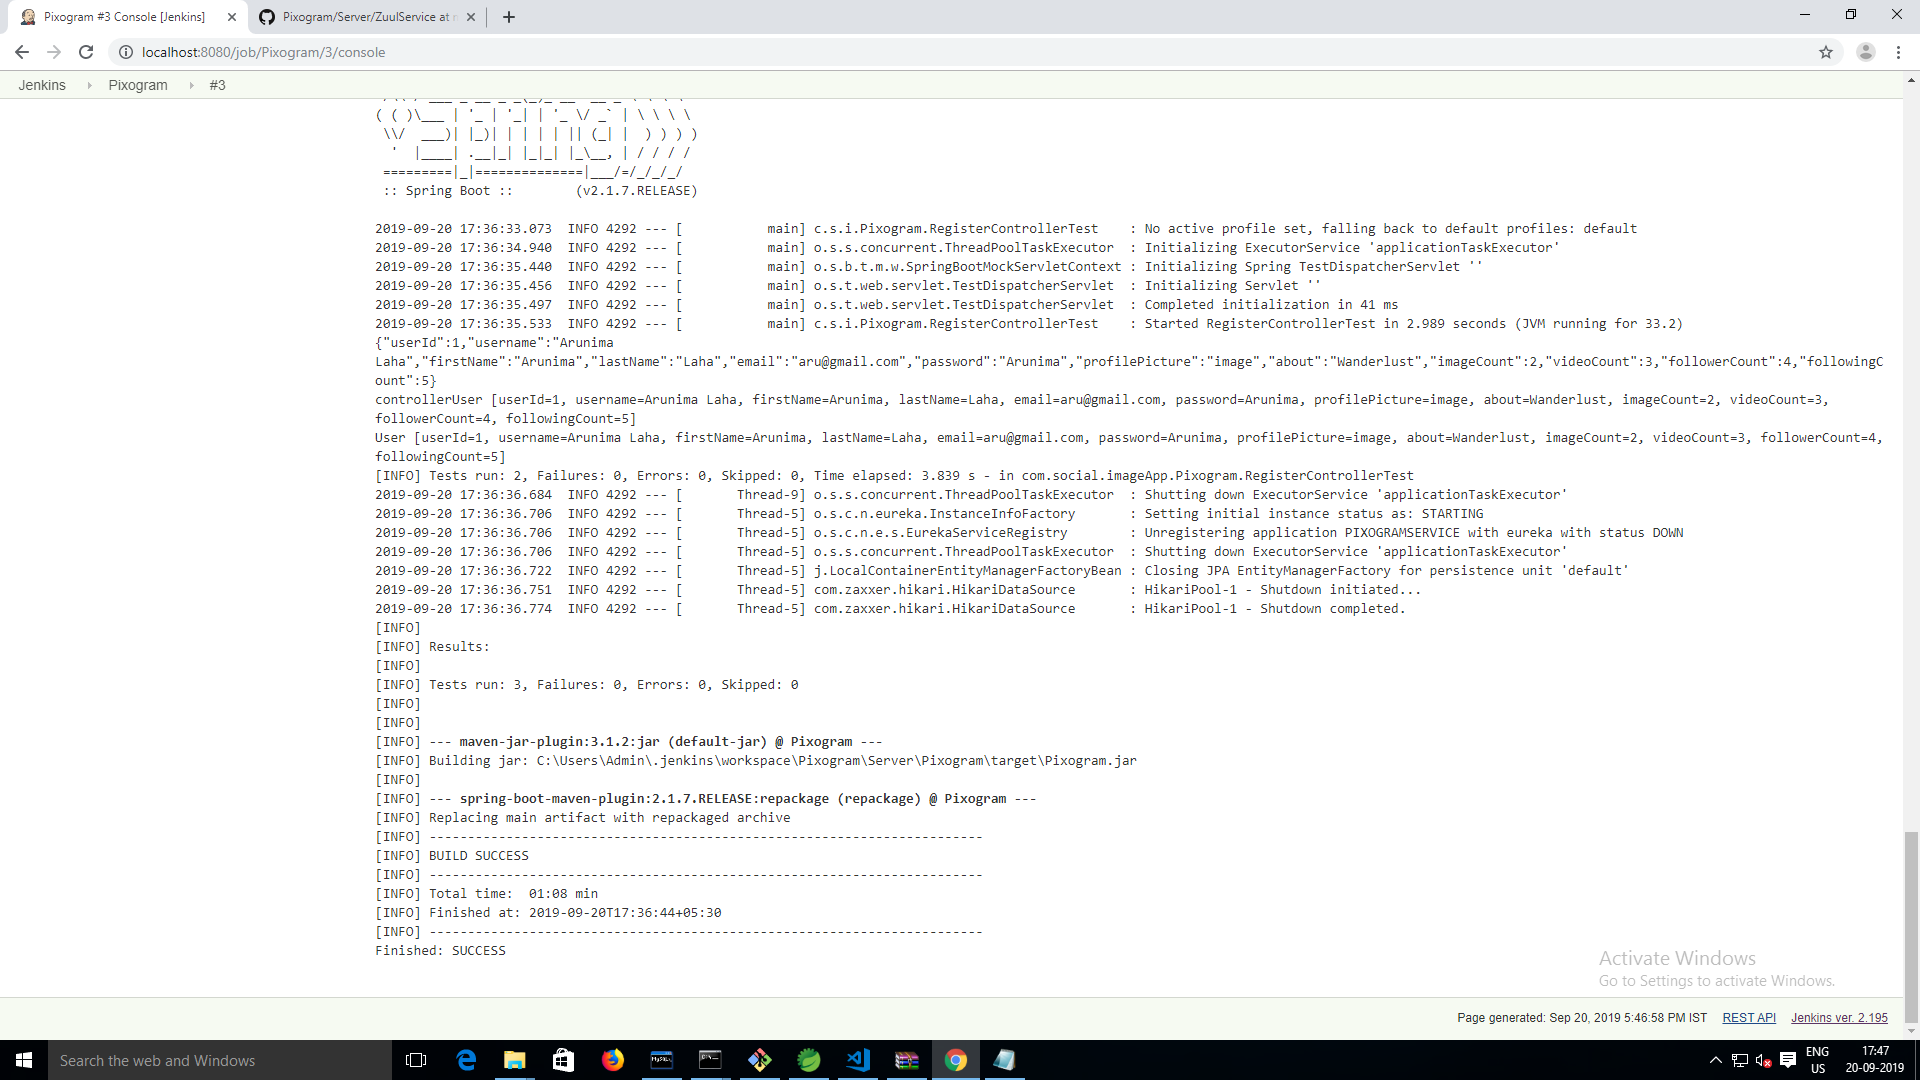 Pixogram #3 Console [Jenkins]
Pixogram/Server/ZuulService at
localhost:8080/job/Pixogram/3/console
Jenkins
Pixogram
#3
( ( )\___ | '_ | '_| | '_ \/ _` | \ \ \ \
 \\/  ___)| |_)| | | | | || (_| |  ) ) ) )
  '  |____| .__|_| |_|_| |_\__, | / / / /
 =========|_|==============|___/=/_/_/_/
 :: Spring Boot ::        (v2.1.7.RELEASE)
2019-09-20 17:36:33.073  INFO 4292 --- [           main] c.s.i.Pixogram.RegisterControllerTest    : No active profile set, falling back to default profiles: default
2019-09-20 17:36:34.940  INFO 4292 --- [           main] o.s.s.concurrent.ThreadPoolTaskExecutor  : Initializing ExecutorService 'applicationTaskExecutor'
2019-09-20 17:36:35.440  INFO 4292 --- [           main] o.s.b.t.m.w.SpringBootMockServletContext : Initializing Spring TestDispatcherServlet ''
2019-09-20 17:36:35.456  INFO 4292 --- [           main] o.s.t.web.servlet.TestDispatcherServlet  : Initializing Servlet ''
2019-09-20 17:36:35.497  INFO 4292 --- [           main] o.s.t.web.servlet.TestDispatcherServlet  : Completed initialization in 41 ms
2019-09-20 17:36:35.533  INFO 4292 --- [           main] c.s.i.Pixogram.RegisterControllerTest    : Started RegisterControllerTest in 2.989 seconds (JVM running for 33.2)
{"userId":1,"username":"Arunima
Laha","firstName":"Arunima","lastName":"Laha","email":"aru@gmail.com","password":"Arunima","profilePicture":"image","about":"Wanderlust","imageCount":2,"videoCount":3,"followerCount":4,"followingC
ount":5}
controllerUser [userId=1, username=Arunima Laha, firstName=Arunima, lastName=Laha, email=aru@gmail.com, password=Arunima, profilePicture=image, about=Wanderlust, imageCount=2, videoCount=3,
followerCount=4, followingCount=5]
User [userId=1, username=Arunima Laha, firstName=Arunima, lastName=Laha, email=aru@gmail.com, password=Arunima, profilePicture=image, about=Wanderlust, imageCount=2, videoCount=3, followerCount=4,
followingCount=5]
[INFO] Tests run: 2, Failures: 0, Errors: 0, Skipped: 0, Time elapsed: 3.839 s - in com.social.imageApp.Pixogram.RegisterControllerTest
2019-09-20 17:36:36.684  INFO 4292 --- [       Thread-9] o.s.s.concurrent.ThreadPoolTaskExecutor  : Shutting down ExecutorService 'applicationTaskExecutor'
2019-09-20 17:36:36.706  INFO 4292 --- [       Thread-5] o.s.c.n.eureka.InstanceInfoFactory       : Setting initial instance status as: STARTING
2019-09-20 17:36:36.706  INFO 4292 --- [       Thread-5] o.s.c.n.e.s.EurekaServiceRegistry        : Unregistering application PIXOGRAMSERVICE with eureka with status DOWN
2019-09-20 17:36:36.706  INFO 4292 --- [       Thread-5] o.s.s.concurrent.ThreadPoolTaskExecutor  : Shutting down ExecutorService 'applicationTaskExecutor'
2019-09-20 17:36:36.722  INFO 4292 --- [       Thread-5] j.LocalContainerEntityManagerFactoryBean : Closing JPA EntityManagerFactory for persistence unit 'default'
2019-09-20 17:36:36.751  INFO 4292 --- [       Thread-5] com.zaxxer.hikari.HikariDataSource       : HikariPool-1 - Shutdown initiated...
2019-09-20 17:36:36.774  INFO 4292 --- [       Thread-5] com.zaxxer.hikari.HikariDataSource       : HikariPool-1 - Shutdown completed.
[INFO]
[INFO] Results:
[INFO]
[INFO] Tests run: 3, Failures: 0, Errors: 0, Skipped: 0
[INFO]
[INFO]
[INFO] --- maven-jar-plugin:3.1.2:jar (default-jar) @ Pixogram ---
[INFO] Building jar: C:\Users\Admin\.jenkins\workspace\Pixogram\Server\Pixogram\target\Pixogram.jar
[INFO]
[INFO] --- spring-boot-maven-plugin:2.1.7.RELEASE:repackage (repackage) @ Pixogram ---
[INFO] Replacing main artifact with repackaged archive
[INFO] ------------------------------------------------------------------------
[INFO] BUILD SUCCESS
[INFO] ------------------------------------------------------------------------
[INFO] Total time:  01:08 min
[INFO] Finished at: 2019-09-20T17:36:44+05:30
[INFO] ------------------------------------------------------------------------
Finished: SUCCESS
Activate Windows
Go to Settings to activate Windows.
Page generated: Sep 20, 2019 5:46:58 PM IST
REST API
Jenkins ver. 2.195
Search the web and Windows
MySQL
ENG
US
17:47
20-09-2019